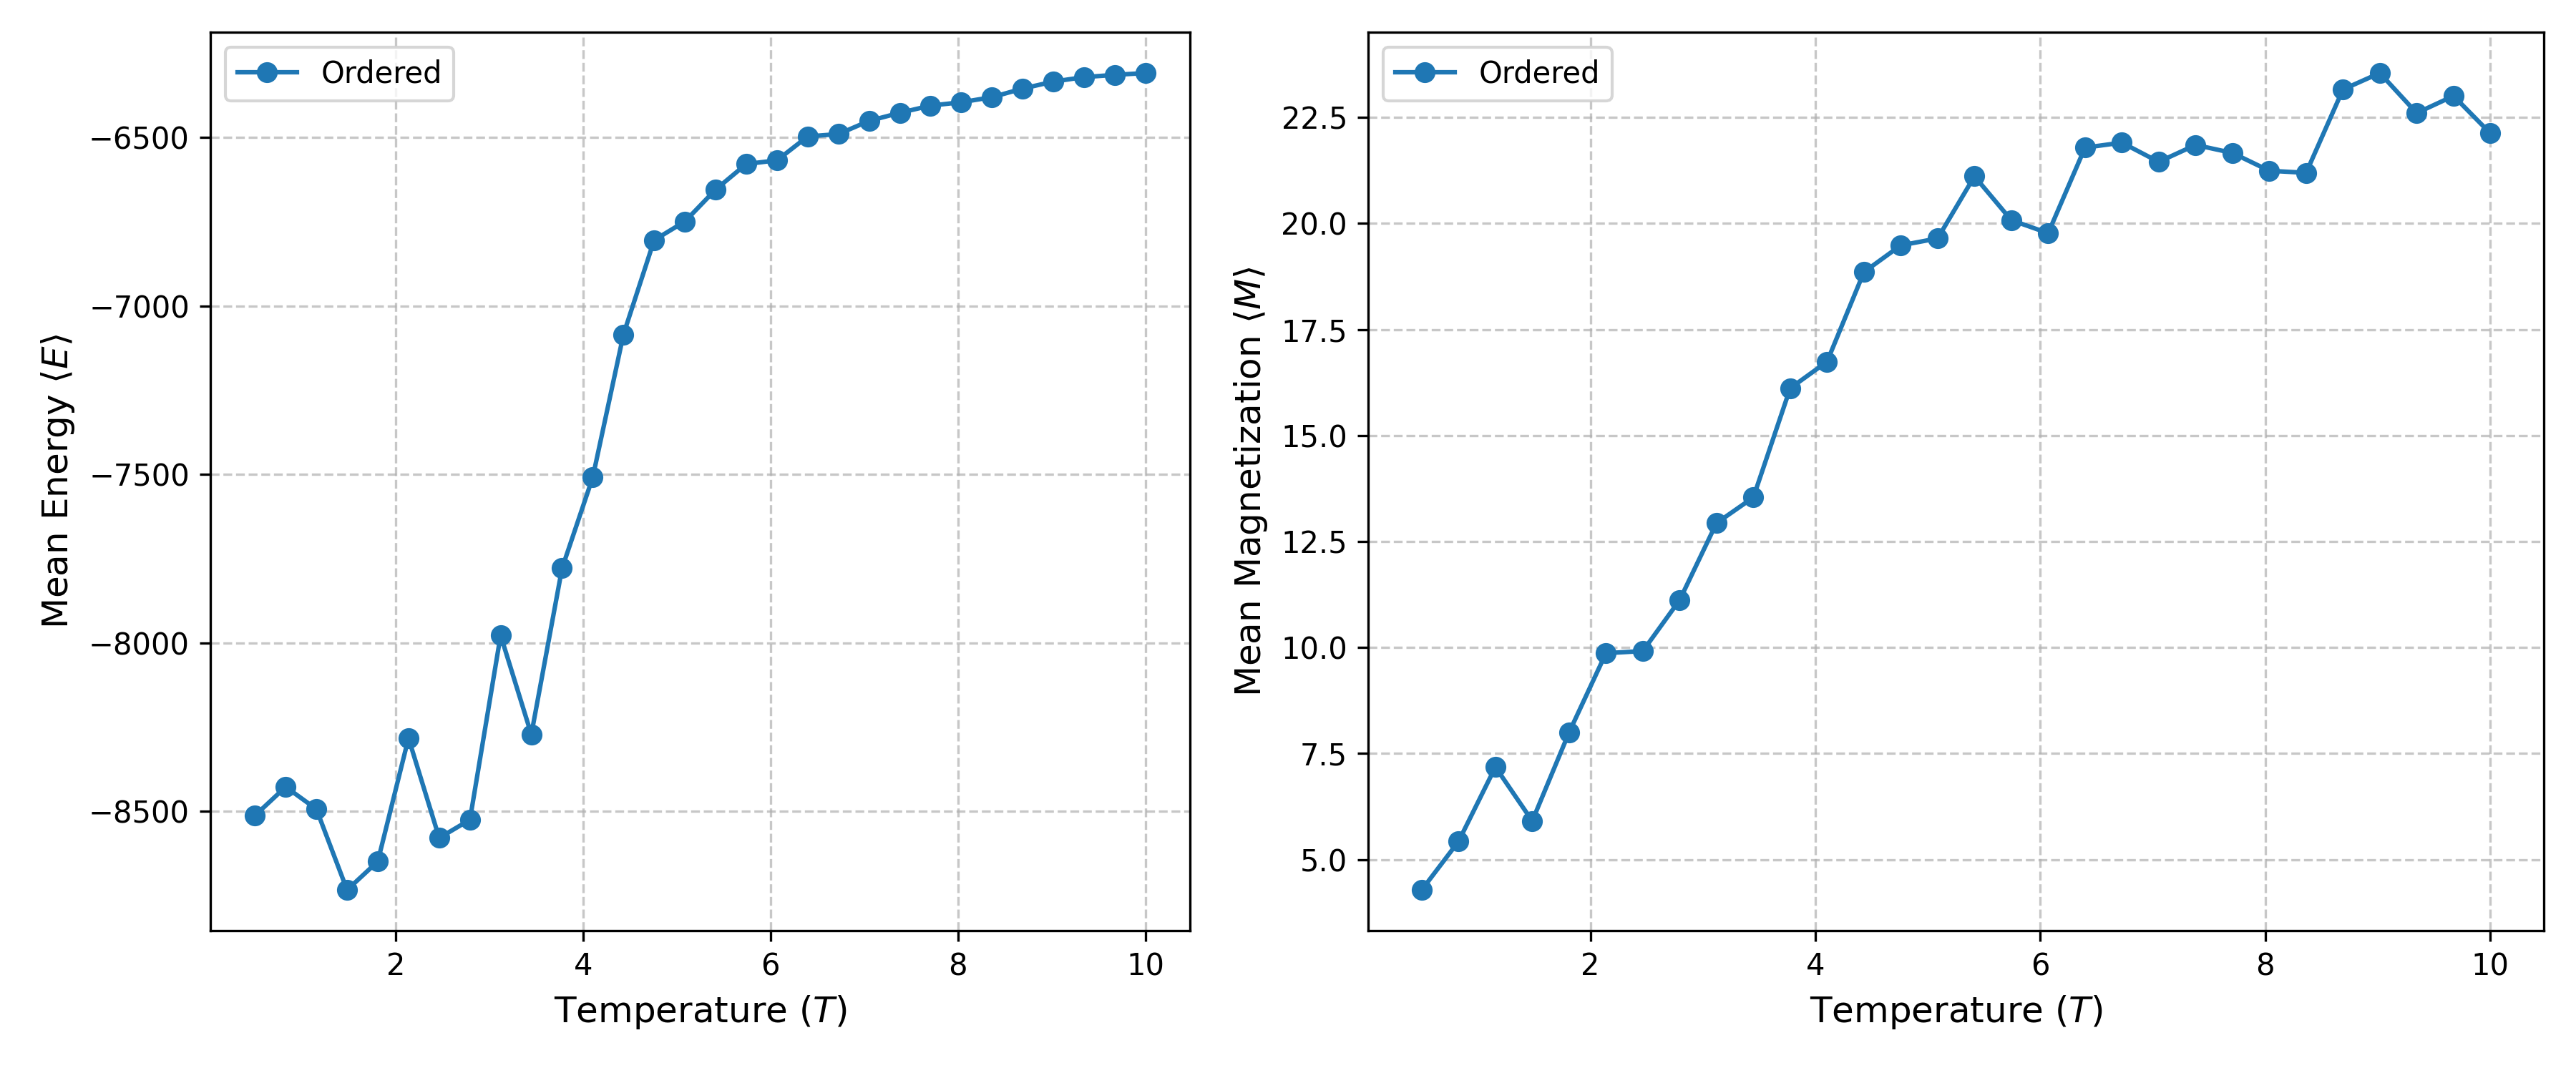 Ordered
Mean Energy ⟨E⟩
−6500
−7000
−7500
−8000
−8500
2 4 6 8 10
Temperature (T)
Ordered
Mean Magnetization ⟨M⟩
22.5
20.0
17.5
15.0
12.5
10.0
7.5
5.0
2 4 6 8 10
Temperature (T)